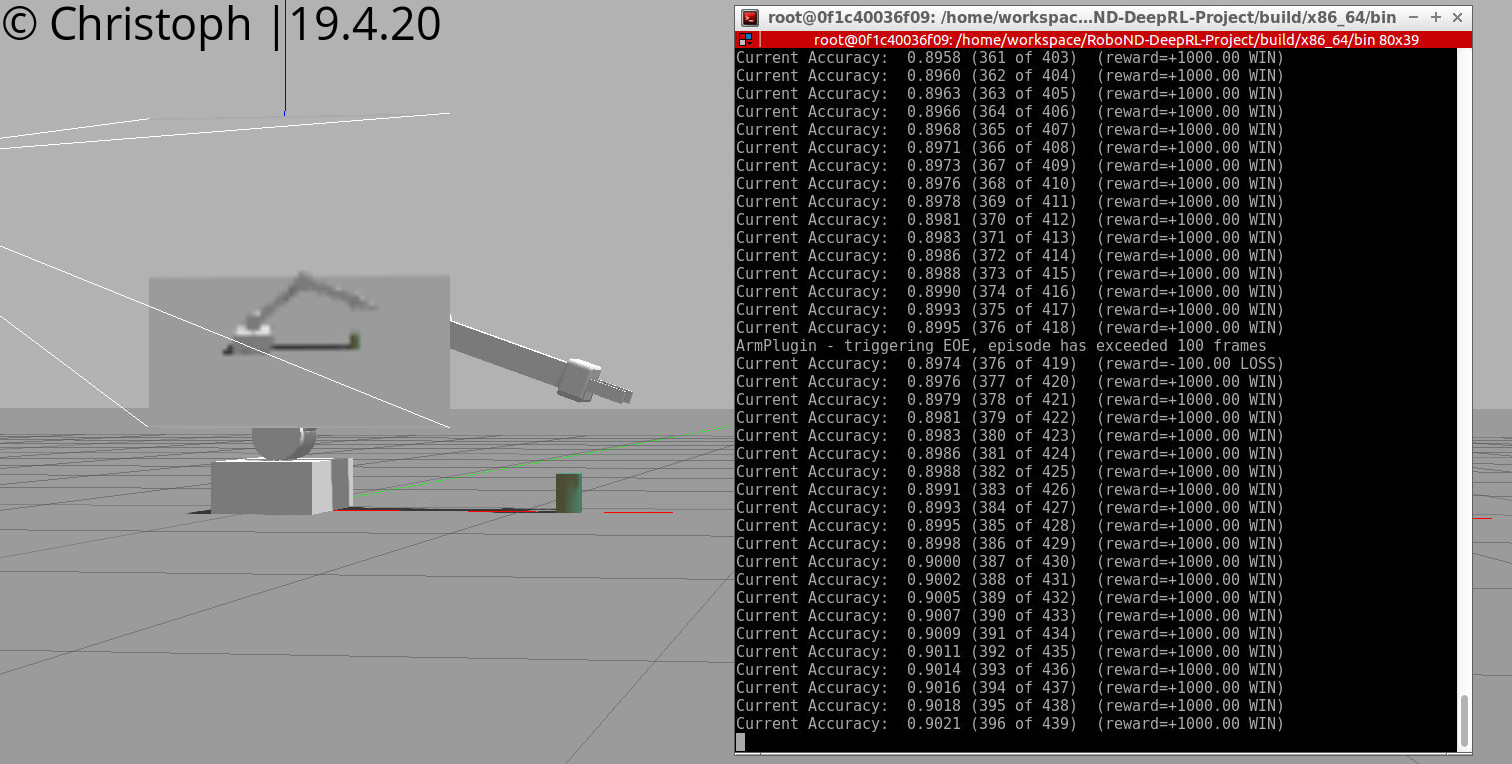 © Christoph |19.4.20
root@0f1c40036f09: /home/workspac...ND-DeepRL-Project/build/x86_64/bin
root@0f1c40036f09: /home/workspace/RoboND-DeepRL-Project/build/x86_64/bin 80x39
Current Accuracy:  0.8958 (361 of 403)  (reward=+1000.00 WIN)
Current Accuracy:  0.8960 (362 of 404)  (reward=+1000.00 WIN)
Current Accuracy:  0.8963 (363 of 405)  (reward=+1000.00 WIN)
Current Accuracy:  0.8966 (364 of 406)  (reward=+1000.00 WIN)
Current Accuracy:  0.8968 (365 of 407)  (reward=+1000.00 WIN)
Current Accuracy:  0.8971 (366 of 408)  (reward=+1000.00 WIN)
Current Accuracy:  0.8973 (367 of 409)  (reward=+1000.00 WIN)
Current Accuracy:  0.8976 (368 of 410)  (reward=+1000.00 WIN)
Current Accuracy:  0.8978 (369 of 411)  (reward=+1000.00 WIN)
Current Accuracy:  0.8981 (370 of 412)  (reward=+1000.00 WIN)
Current Accuracy:  0.8983 (371 of 413)  (reward=+1000.00 WIN)
Current Accuracy:  0.8986 (372 of 414)  (reward=+1000.00 WIN)
Current Accuracy:  0.8988 (373 of 415)  (reward=+1000.00 WIN)
Current Accuracy:  0.8990 (374 of 416)  (reward=+1000.00 WIN)
Current Accuracy:  0.8993 (375 of 417)  (reward=+1000.00 WIN)
Current Accuracy:  0.8995 (376 of 418)  (reward=+1000.00 WIN)
ArmPlugin - triggering EOE, episode has exceeded 100 frames
Current Accuracy:  0.8974 (376 of 419)  (reward=-100.00 LOSS)
Current Accuracy:  0.8976 (377 of 420)  (reward=+1000.00 WIN)
Current Accuracy:  0.8979 (378 of 421)  (reward=+1000.00 WIN)
Current Accuracy:  0.8981 (379 of 422)  (reward=+1000.00 WIN)
Current Accuracy:  0.8983 (380 of 423)  (reward=+1000.00 WIN)
Current Accuracy:  0.8986 (381 of 424)  (reward=+1000.00 WIN)
Current Accuracy:  0.8988 (382 of 425)  (reward=+1000.00 WIN)
Current Accuracy:  0.8991 (383 of 426)  (reward=+1000.00 WIN)
Current Accuracy:  0.8993 (384 of 427)  (reward=+1000.00 WIN)
Current Accuracy:  0.8995 (385 of 428)  (reward=+1000.00 WIN)
Current Accuracy:  0.8998 (386 of 429)  (reward=+1000.00 WIN)
Current Accuracy:  0.9000 (387 of 430)  (reward=+1000.00 WIN)
Current Accuracy:  0.9002 (388 of 431)  (reward=+1000.00 WIN)
Current Accuracy:  0.9005 (389 of 432)  (reward=+1000.00 WIN)
Current Accuracy:  0.9007 (390 of 433)  (reward=+1000.00 WIN)
Current Accuracy:  0.9009 (391 of 434)  (reward=+1000.00 WIN)
Current Accuracy:  0.9011 (392 of 435)  (reward=+1000.00 WIN)
Current Accuracy:  0.9014 (393 of 436)  (reward=+1000.00 WIN)
Current Accuracy:  0.9016 (394 of 437)  (reward=+1000.00 WIN)
Current Accuracy:  0.9018 (395 of 438)  (reward=+1000.00 WIN)
Current Accuracy:  0.9021 (396 of 439)  (reward=+1000.00 WIN)